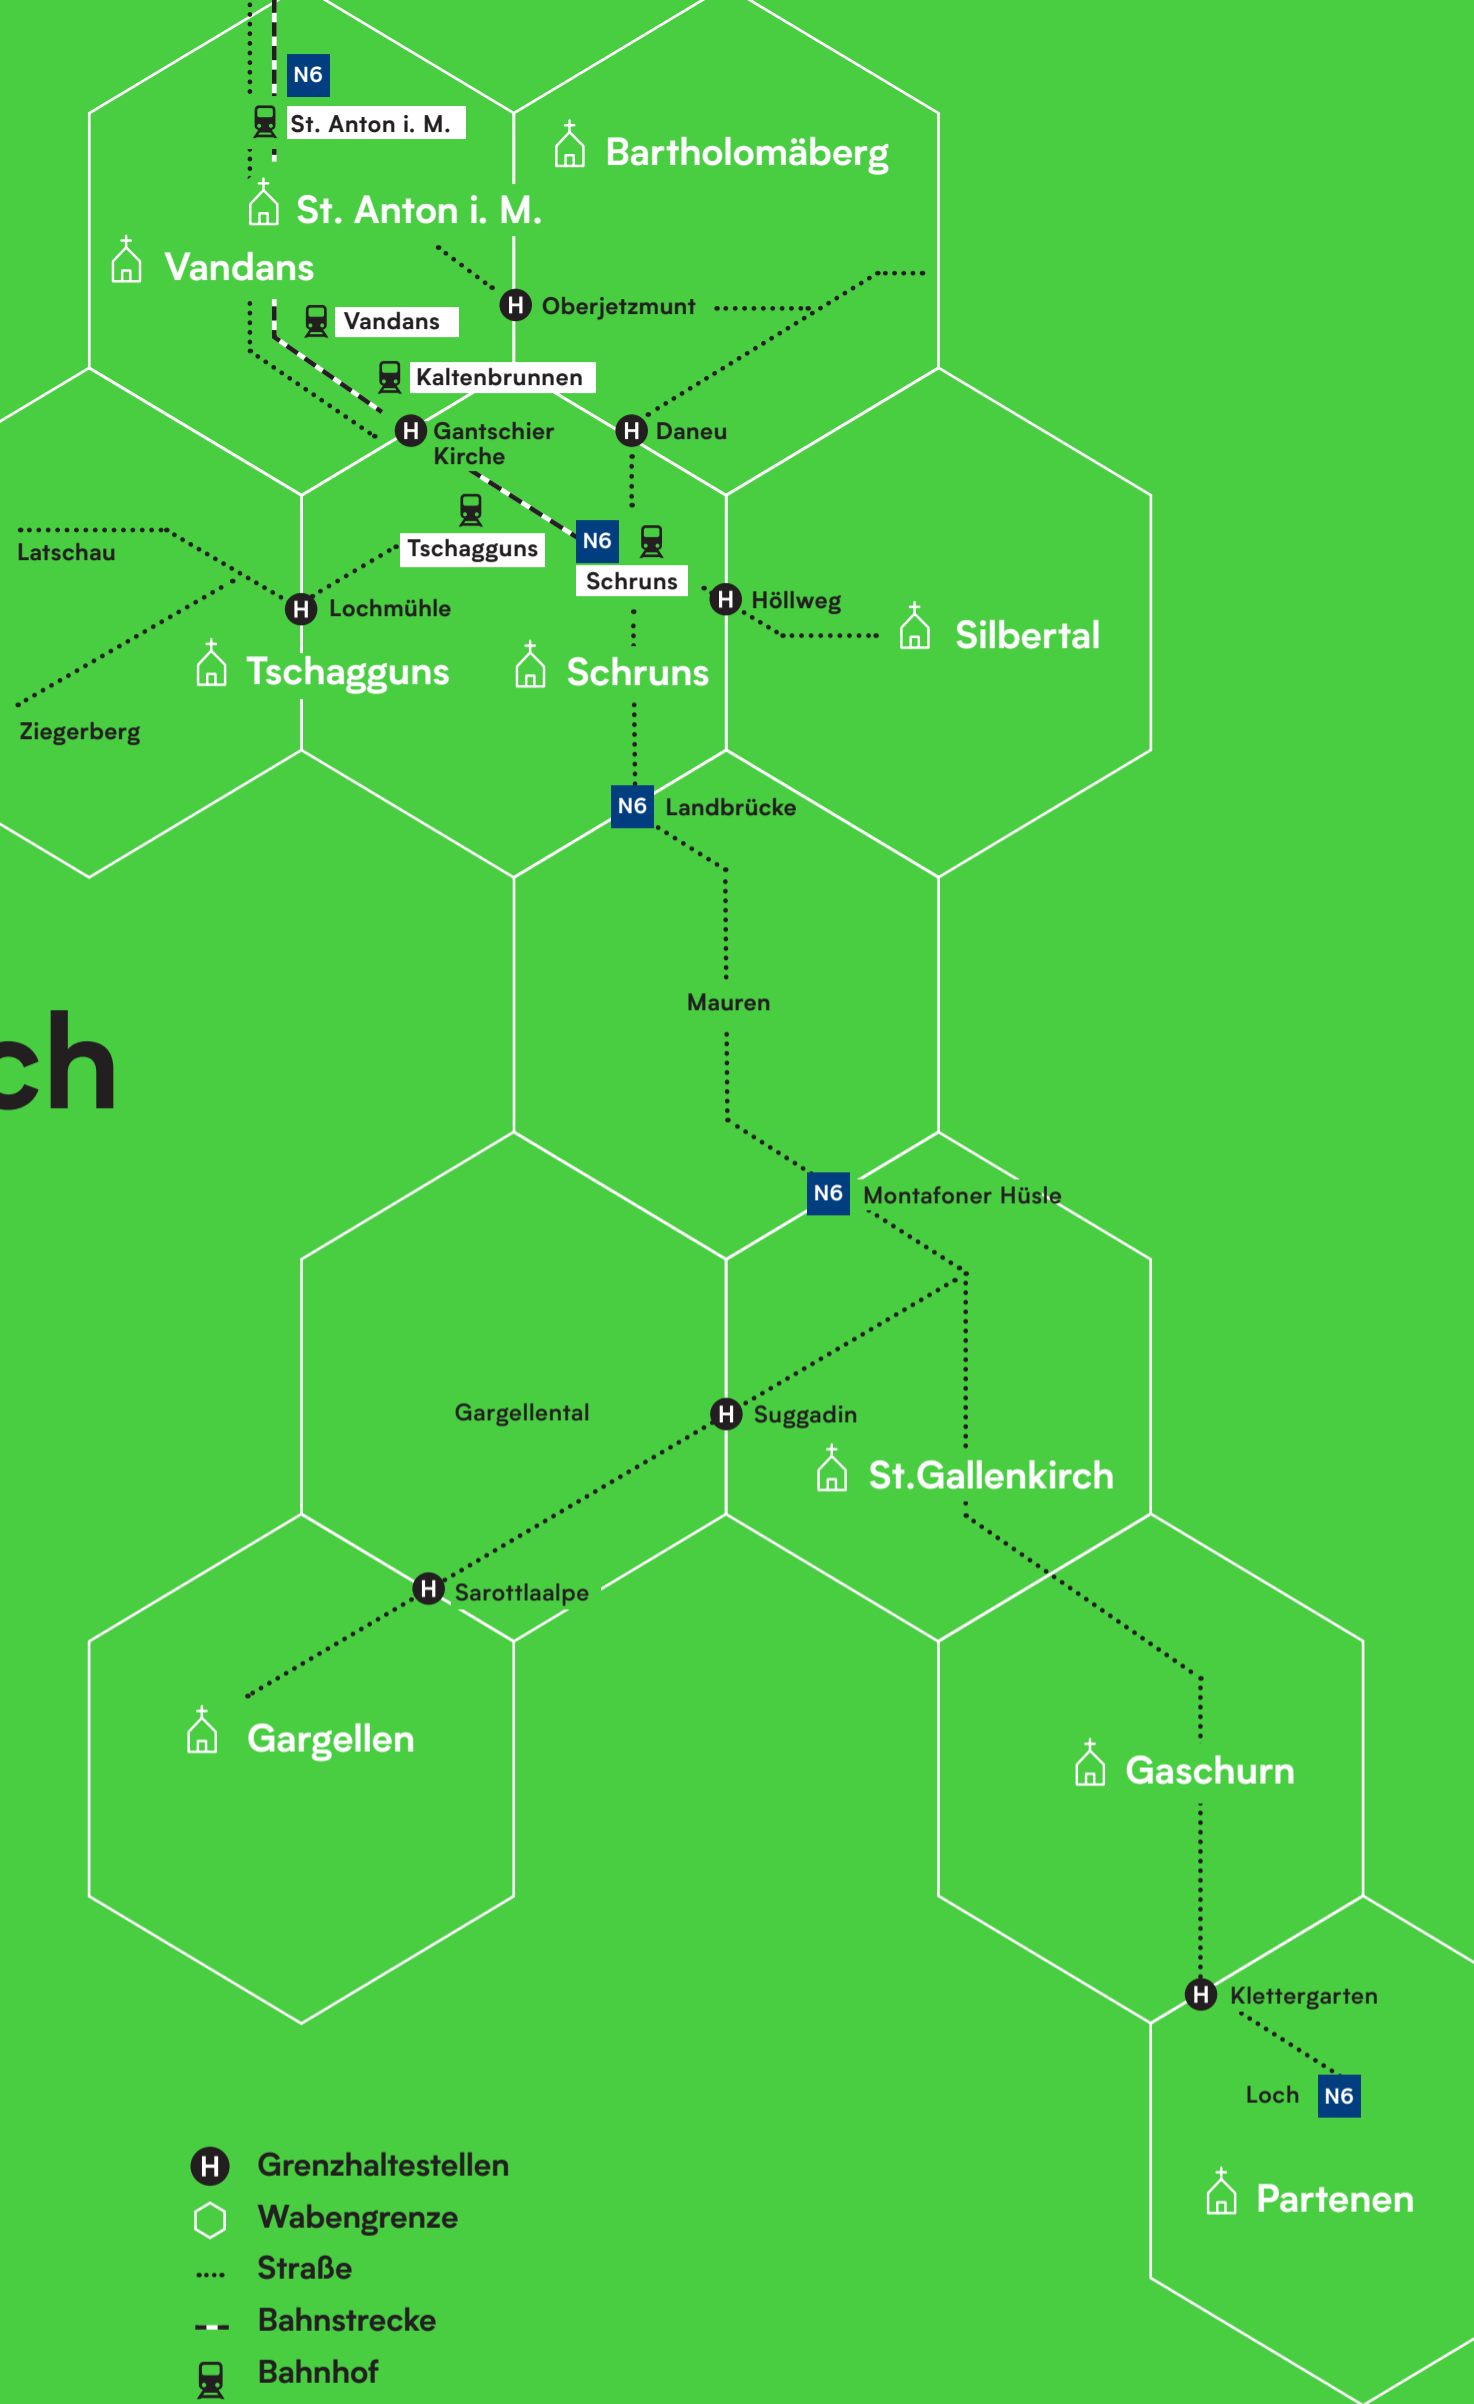 N6
St. Anton i. M.
Bartholomäberg
St. Anton i. M.
Vandans
H Oberjetzmunt
Vandans
Kaltenbrunnen
H Gantschier
Kirche
H Daneu
Latschau
Tschagguns
N6
Schruns
H Höllweg
H Lochmühle
Silbertal
Tschagguns
Schruns
Ziegerberg
N6 Landbrücke
Mauren
ch
N6 Montafoner Hüsle
Gargellental
H Suggadin
St.Gallenkirch
H Sarottlaalpe
Gargellen
Gaschurn
H Klettergarten
Loch N6
Partenen
H Grenzhaltestellen
Wabengrenze
Straße
Bahnstrecke
Bahnhof